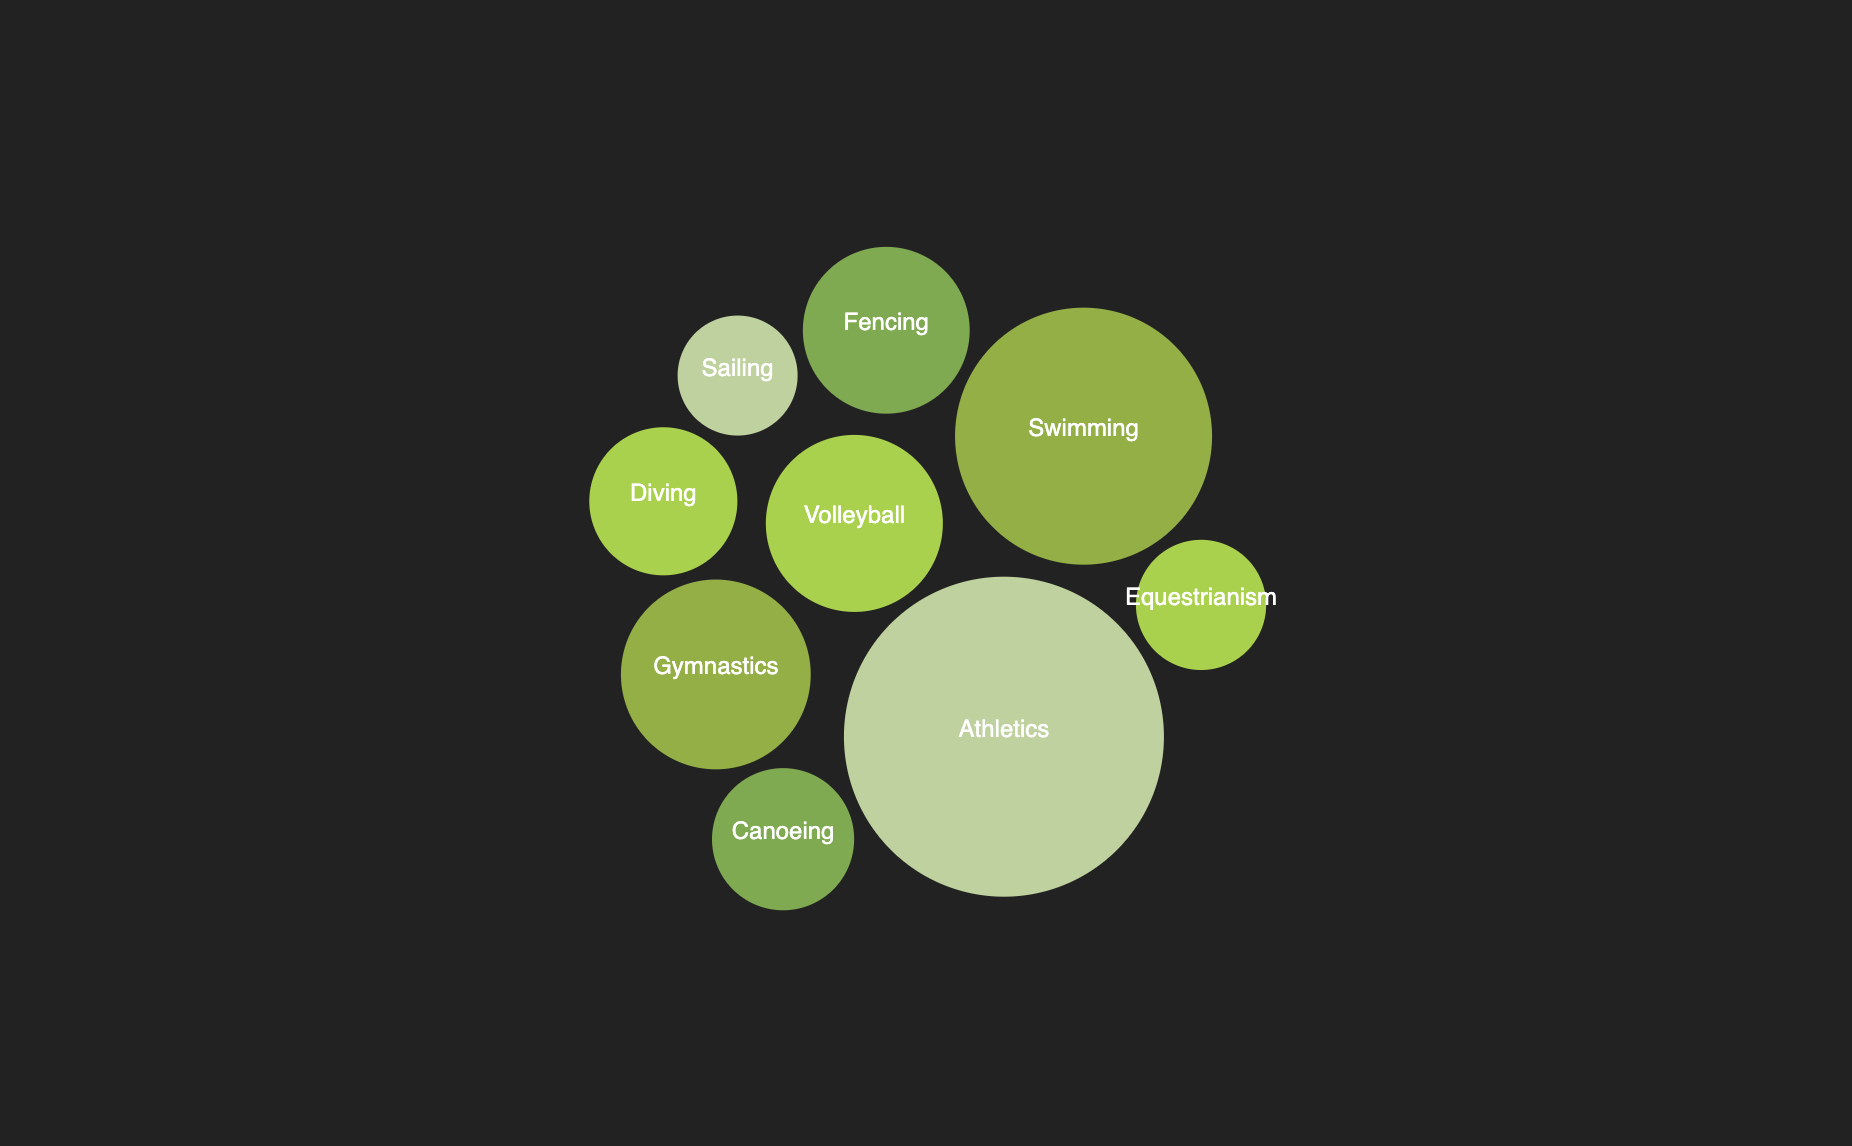 Fencing
Sailing
Swimming
Diving
Volleyball
Equestrianism
Gymnastics
Athletics
Canoeing